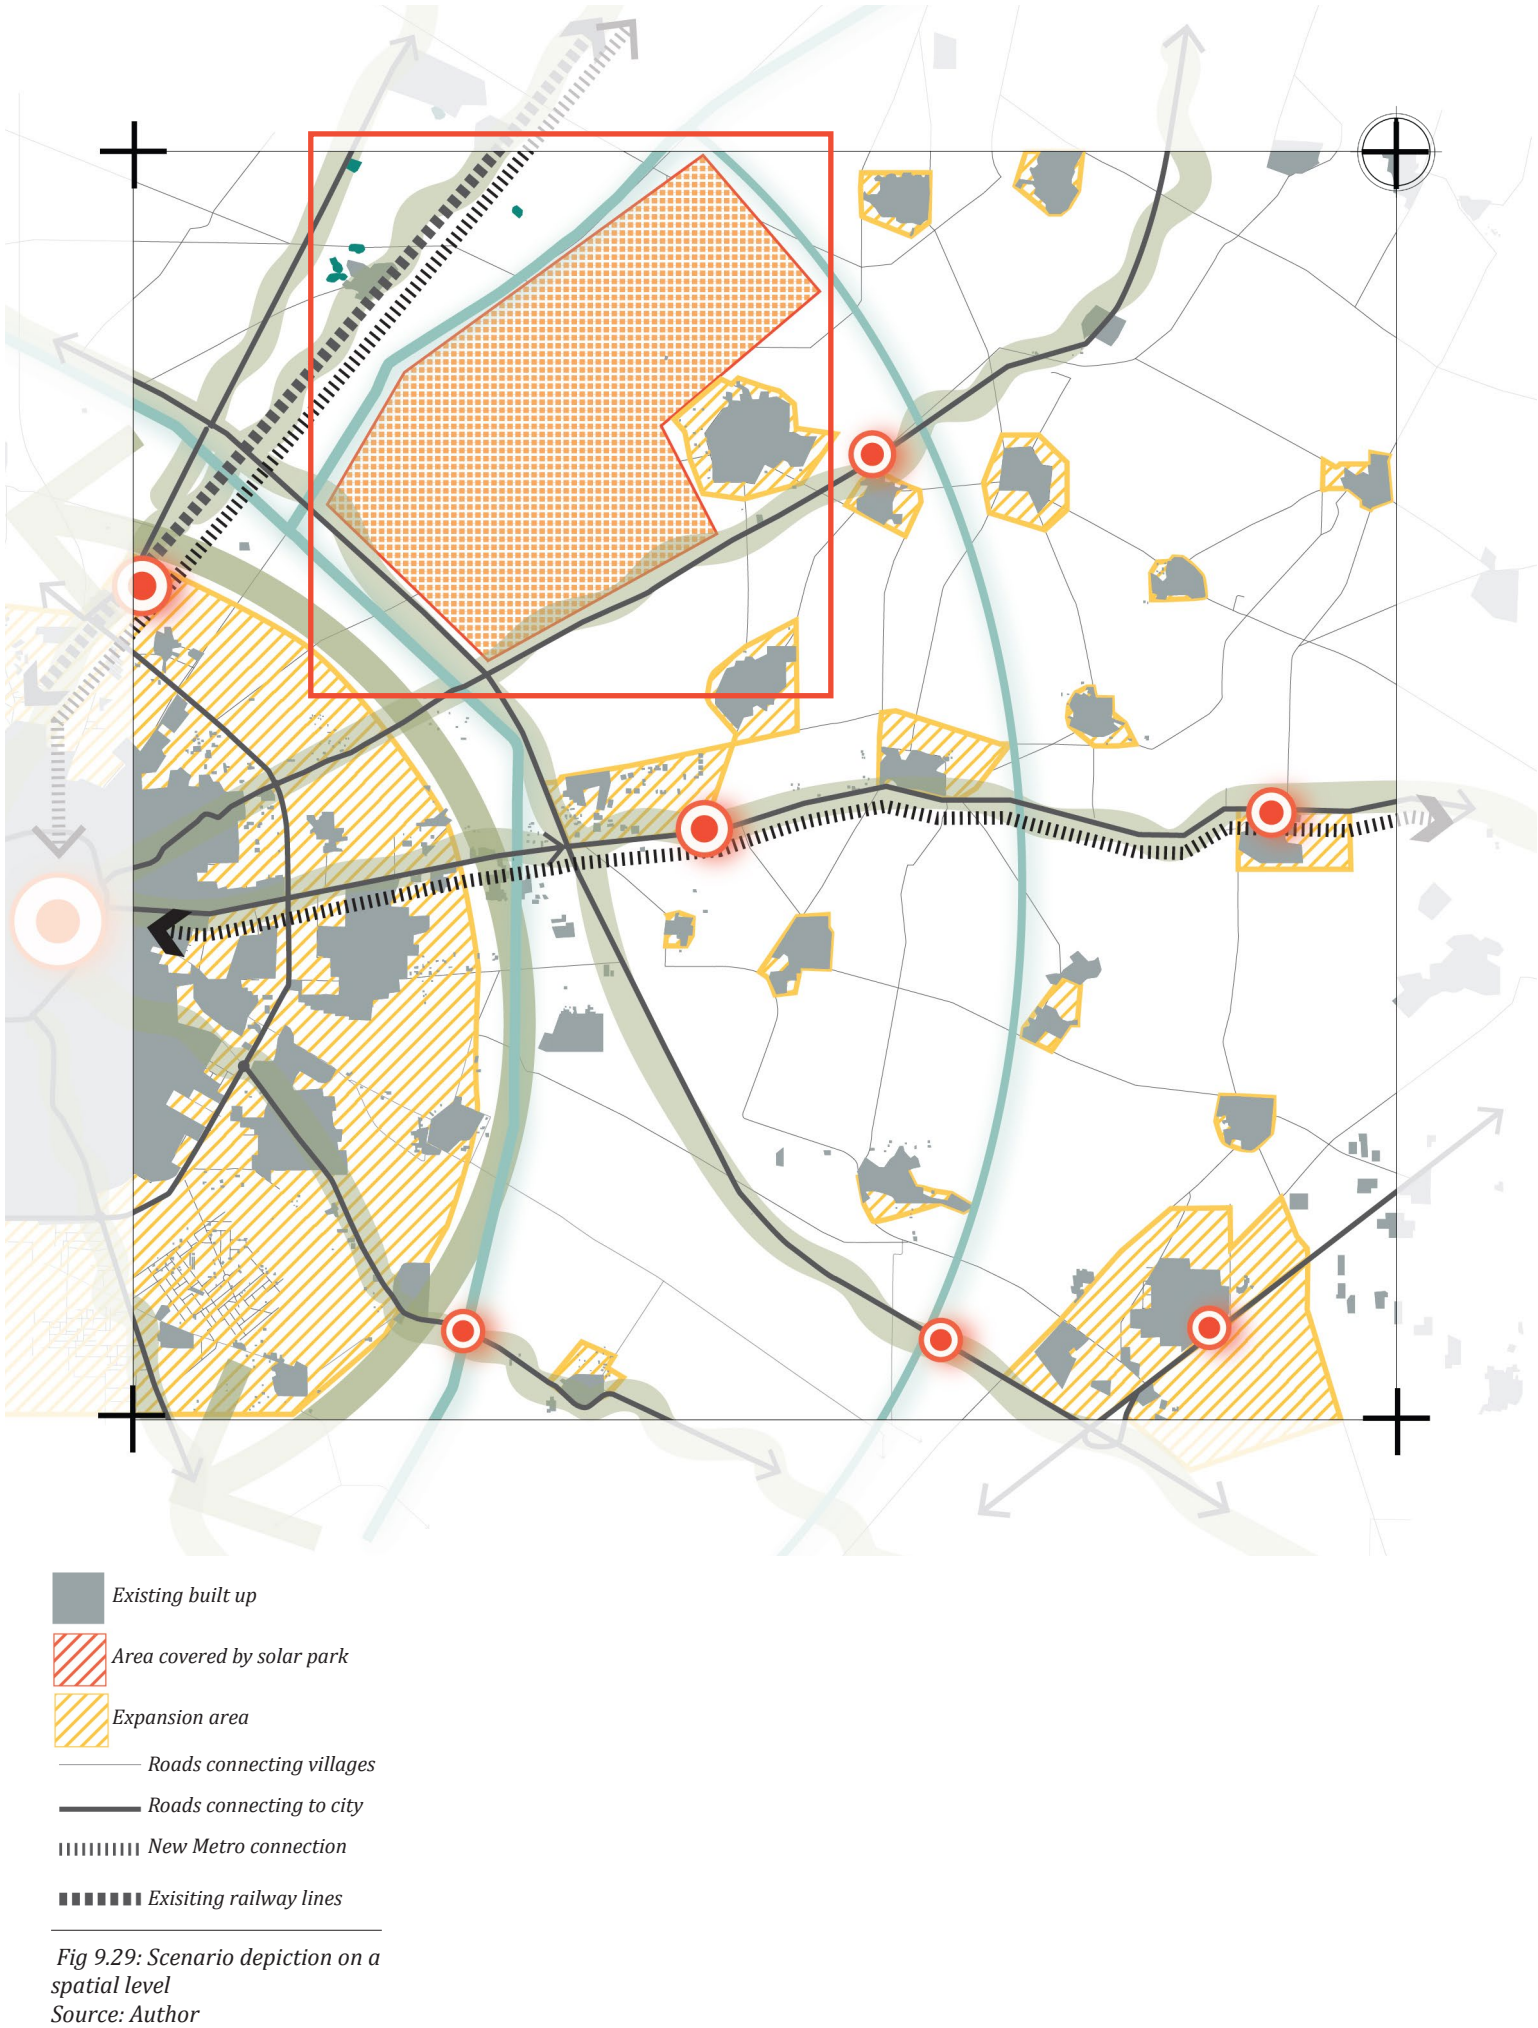 Existing built up
Area covered by solar park
Expansion area
Roads connecting villages
Roads connecting to city
New Metro connection
Exisiting railway lines
Fig 9.29: Scenario depiction on a
spatial level
Source: Author